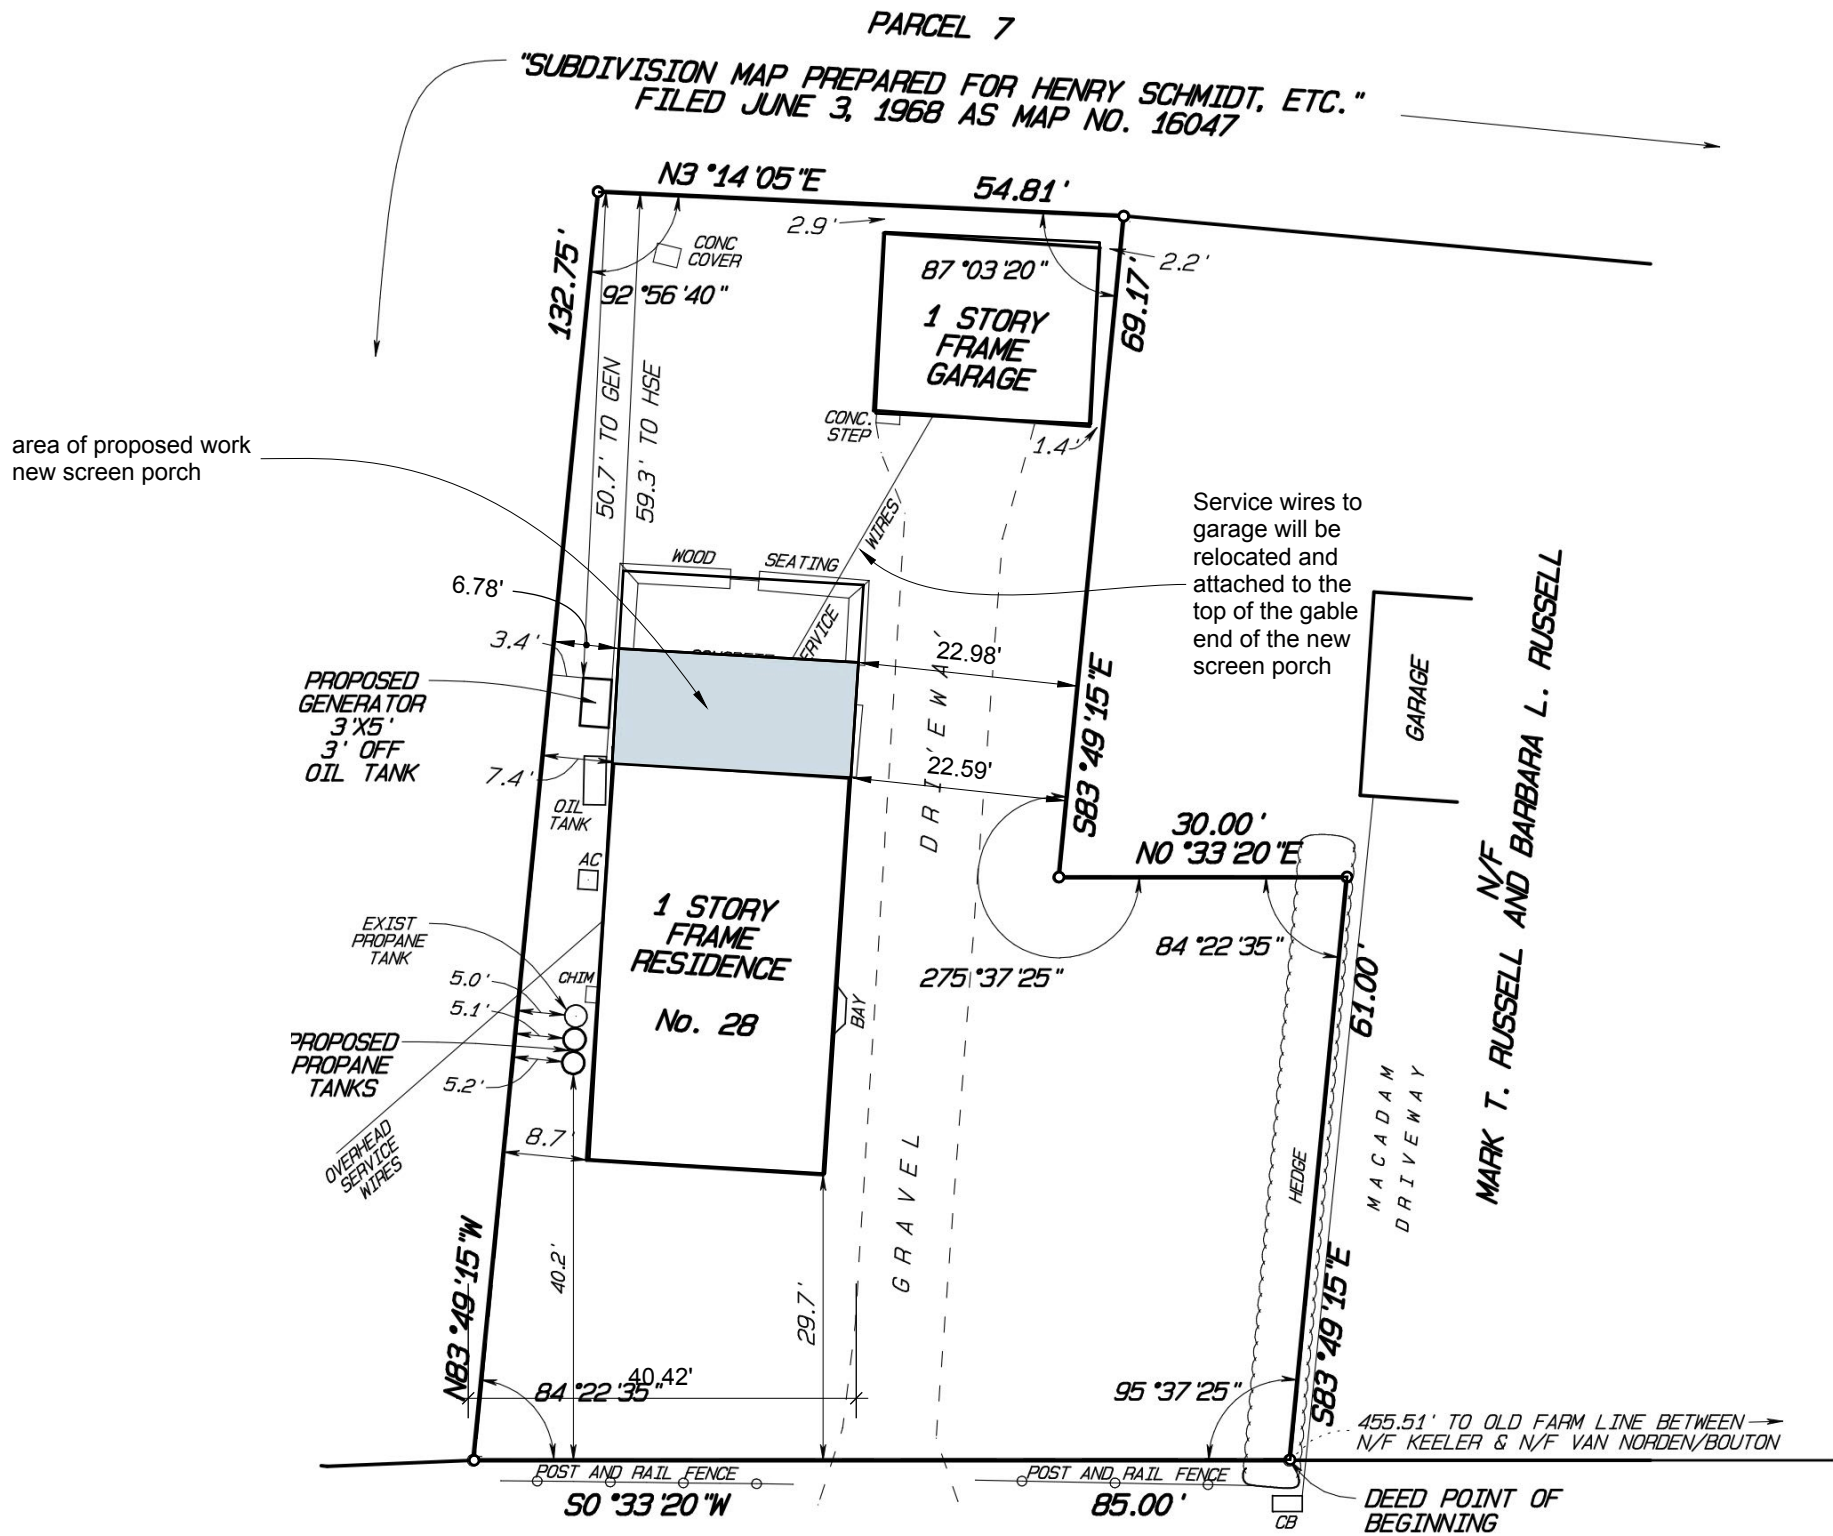 PARCEL 7
"SUBDIVISION MAP PREPARED FOR HENRY SCHMIDT, ETC."
FILED JUNE 3, 1968 AS MAP NO. 16047
N3 °14 '05 "E
54.81 '
2.9 '
2.2 '
132.75 '
CONC
COVER
92 °56 '40 "
87 °03 '20 "
1 STORY
FRAME
GARAGE
69.17 '
50.7 ' TO GEN
59.3 ' TO HSE
CONC.
STEP
1.4 '
area of proposed work
new screen porch
WIRES
SERVICE
Service wires to
garage will be
relocated and
attached to the
top of the gable
end of the new
screen porch
WOOD
SEATING
6.78'
3.4 '
CONCRETE
22.98'
PROPOSED
GENERATOR
3 'X5 '
3 ' OFF
OIL TANK
7.4 '
OIL
TANK
22.59'
DRIVEWAY
S83 °49 '15 "E
GARAGE
N/F
MARK T. RUSSELL AND BARBARA L. RUSSELL
30.00 '
N0 °33 '20 "E
AC
1 STORY
FRAME
RESIDENCE
No. 28
EXIST
PROPANE
TANK
CHIM
5.0 '
5.1 '
BAY
275 °37 '25 "
84 °22 '35 "
61.00 '
PROPOSED
PROPANE
TANKS
5.2 '
OVERHEAD
SERVICE
WIRES
8.7 '
GRAVEL
HEDGE
MACADAM
DRIVEWAY
N83 °49 '15 "W
40.2 '
29.7 '
S83 °49 '15 "E
40.42'
84 °22 '35 "
95 °37 '25 "
455.51 ' TO OLD FARM LINE BETWEEN
N/F KEELER & N/F VAN NORDEN/BOUTON
POST AND RAIL FENCE
POST AND RAIL FENCE
S0 °33 '20 "W
85.00 '
CB
DEED POINT OF
BEGINNING